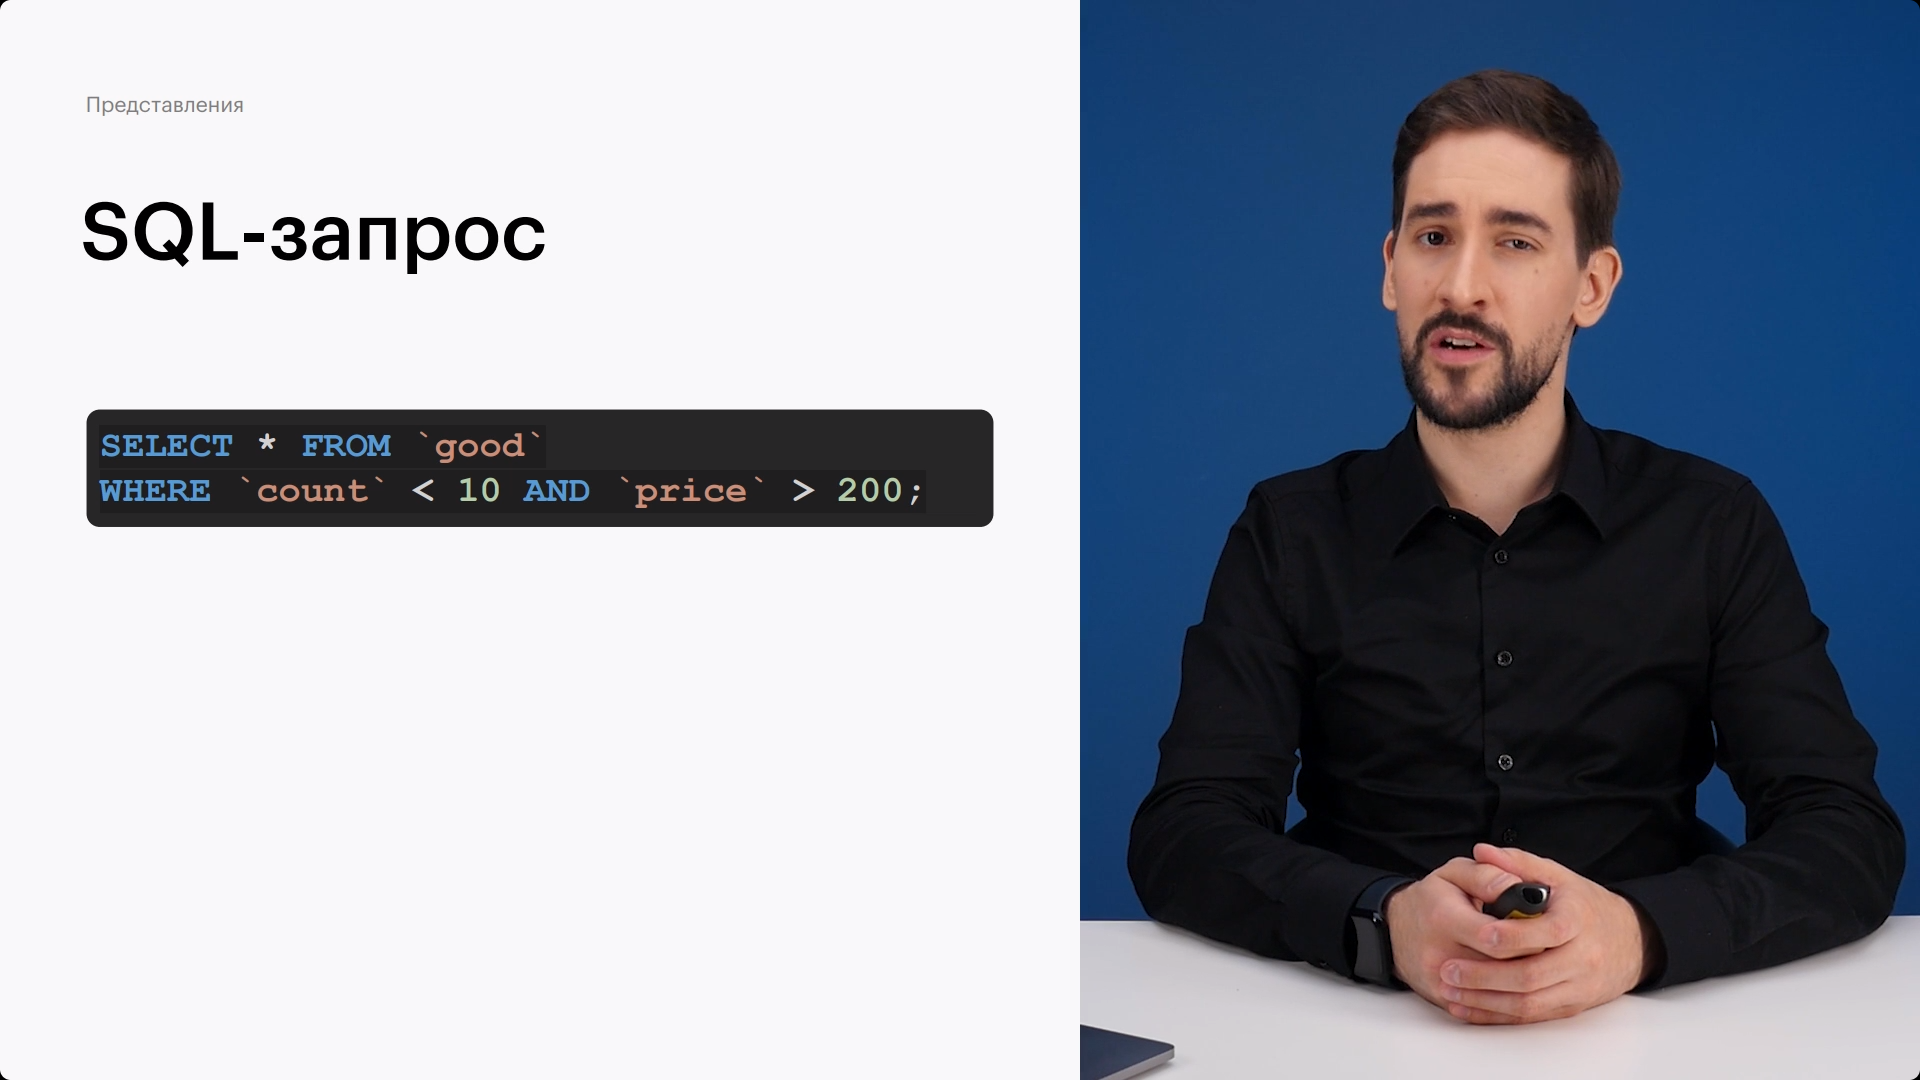 Представления
SQL-запрос
SELECT * FROM `good`
WHERE `count` < 10 AND `price` > 200;